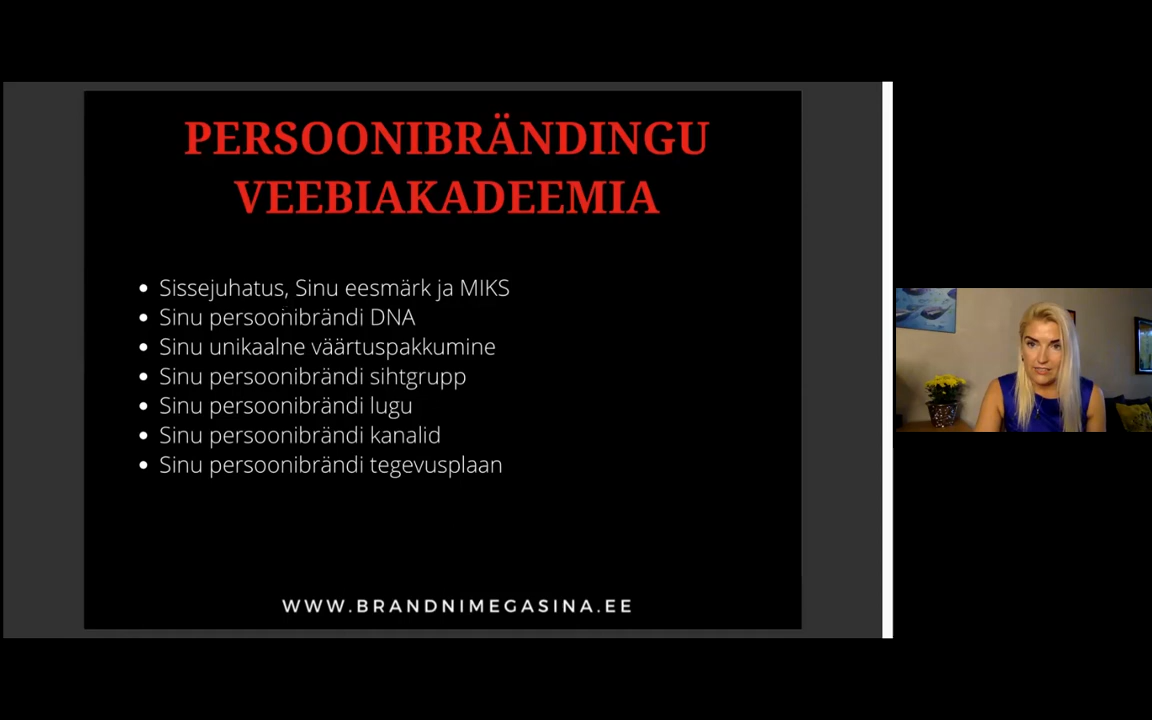 PERSOONIBRÄNDINGU
VEEBIAKADEEMIA
Sissejuhatus, Sinu eesmärk ja MIKS
Sinu persoonibrändi DNA
Sinu unikaalne väärtuspakkumine
Sinu persoonibrändi sihtgrupp
Sinu persoonibrändi lugu
Sinu persoonibrändi kanalid
Sinu persoonibrändi tegevusplaan
WWW.BRANDNIMEGASINA.EE